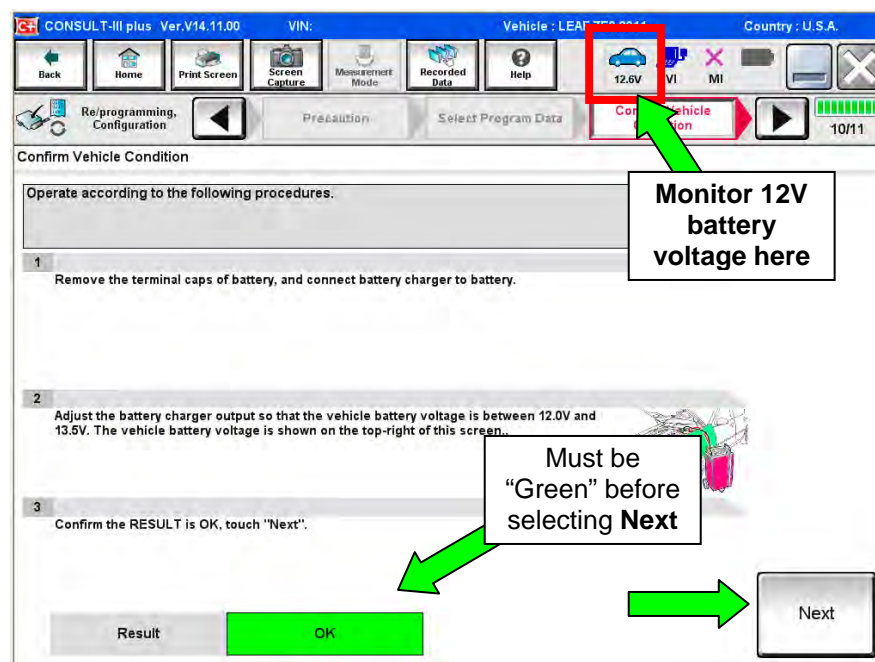 CONSULT-III plus Ver.V14.11.00 VIN: Vehicle : LEAF Country : U.S.A.
Back
Home
Print Screen
Screen
Capture
Measurement
Mode
Recorded
Data
Help
12.6V
VI
MI
Re/programming,
Configuration
Precaution
Select Program Data
10/11
Confirm Vehicle Condition
Operate according to the following procedures.
Monitor 12V
battery
voltage here
1
Remove the terminal caps of battery, and connect battery charger to battery.
2
Adjust the battery charger output so that the vehicle battery voltage is between 12.0V and
13.5V. The vehicle battery voltage is shown on the top-right of this screen..
Must be
“Green” before
selecting Next
3
Confirm the RESULT is OK, touch "Next".
Result
OK
Next